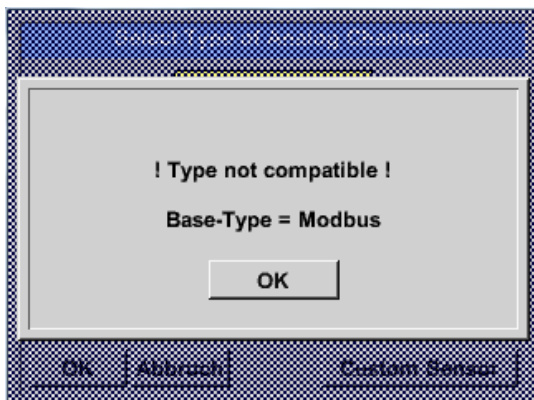 ! Type not compatible !
Base-Type = Modbus
OK
OK Abbruch Custom Sensor